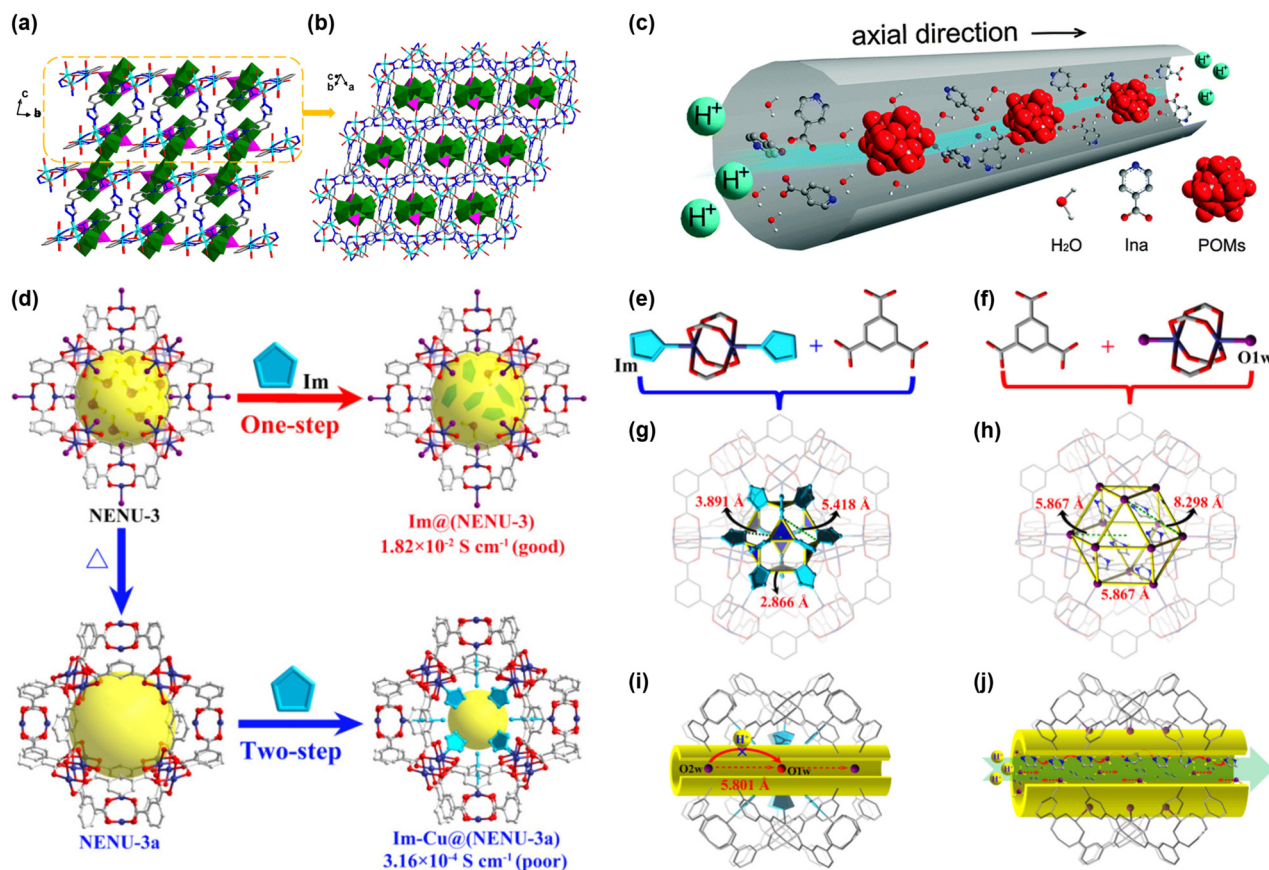 (a)
c
b
(b)
c
b
a
(c)
axial direction
H+
H+
H+
H+
H+
H+
H₂O
Ina
POMs
(d)
Im
One-step
NENU-3
Im@(NENU-3)
1.82×10⁻² S cm⁻¹ (good)
△
Two-step
NENU-3a
Im-Cu@(NENU-3a)
3.16×10⁻⁴ S cm⁻¹ (poor)
(e)
Im
+
(f)
+
O1w
(g)
3.891 Å
5.418 Å
2.866 Å
(h)
5.867 Å
8.298 Å
5.867 Å
(i)
H+
×
O2w
O1w
5.801 Å
(j)
H+
H+
H+